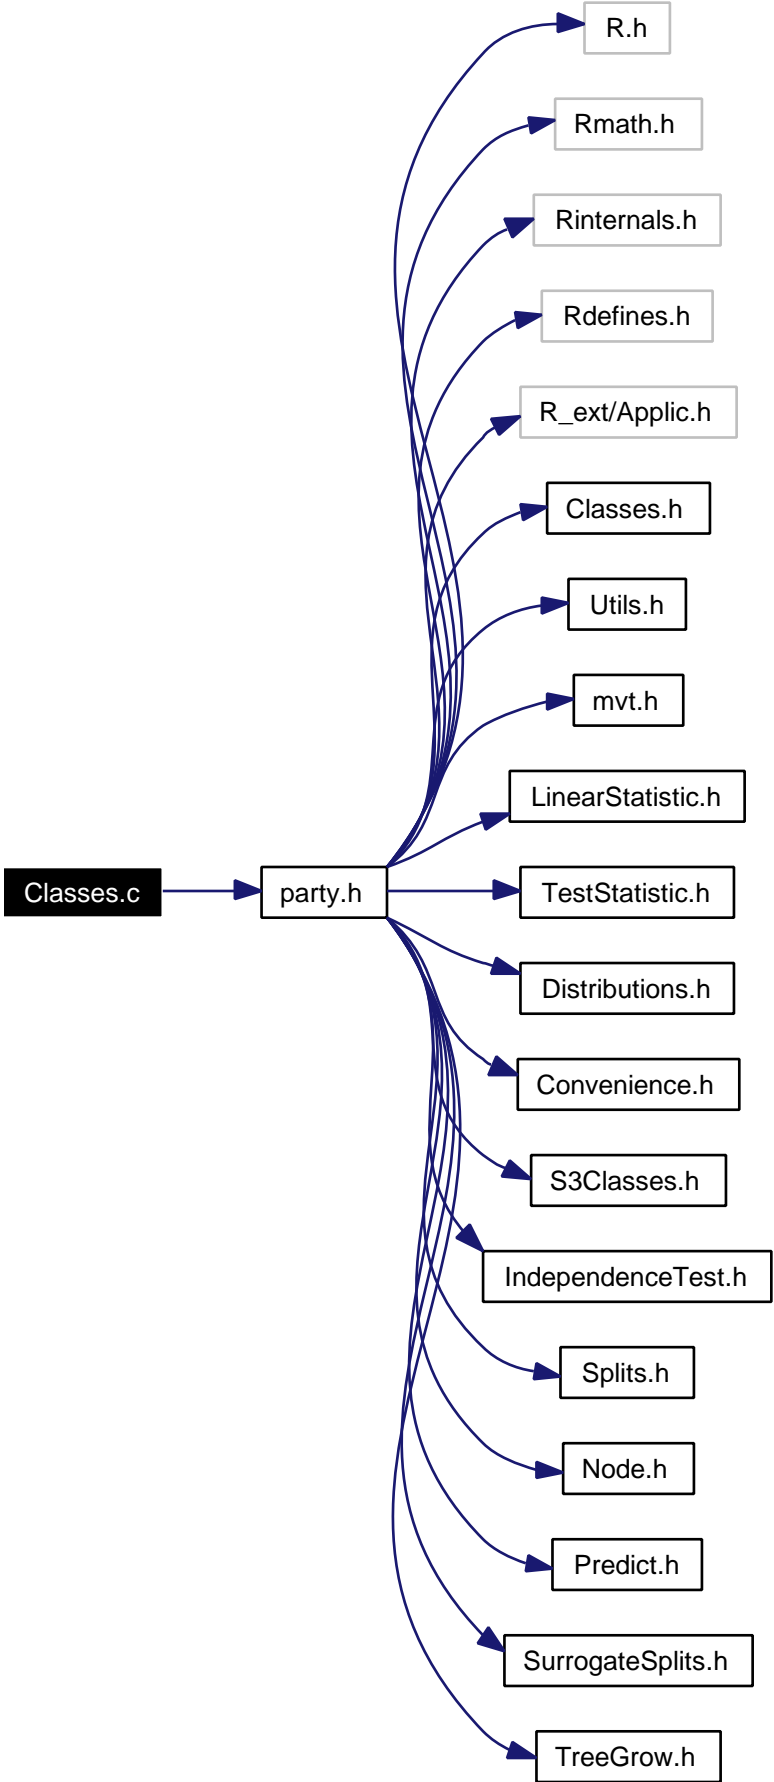 R.h
Rmath.h
Rinternals.h
Rdefines.h
R_ext/Applic.h
Classes.h
Utils.h
mvt.h
LinearStatistic.h
Classes.c
party.h
TestStatistic.h
Distributions.h
Convenience.h
S3Classes.h
IndependenceTest.h
Splits.h
Node.h
Predict.h
SurrogateSplits.h
TreeGrow.h